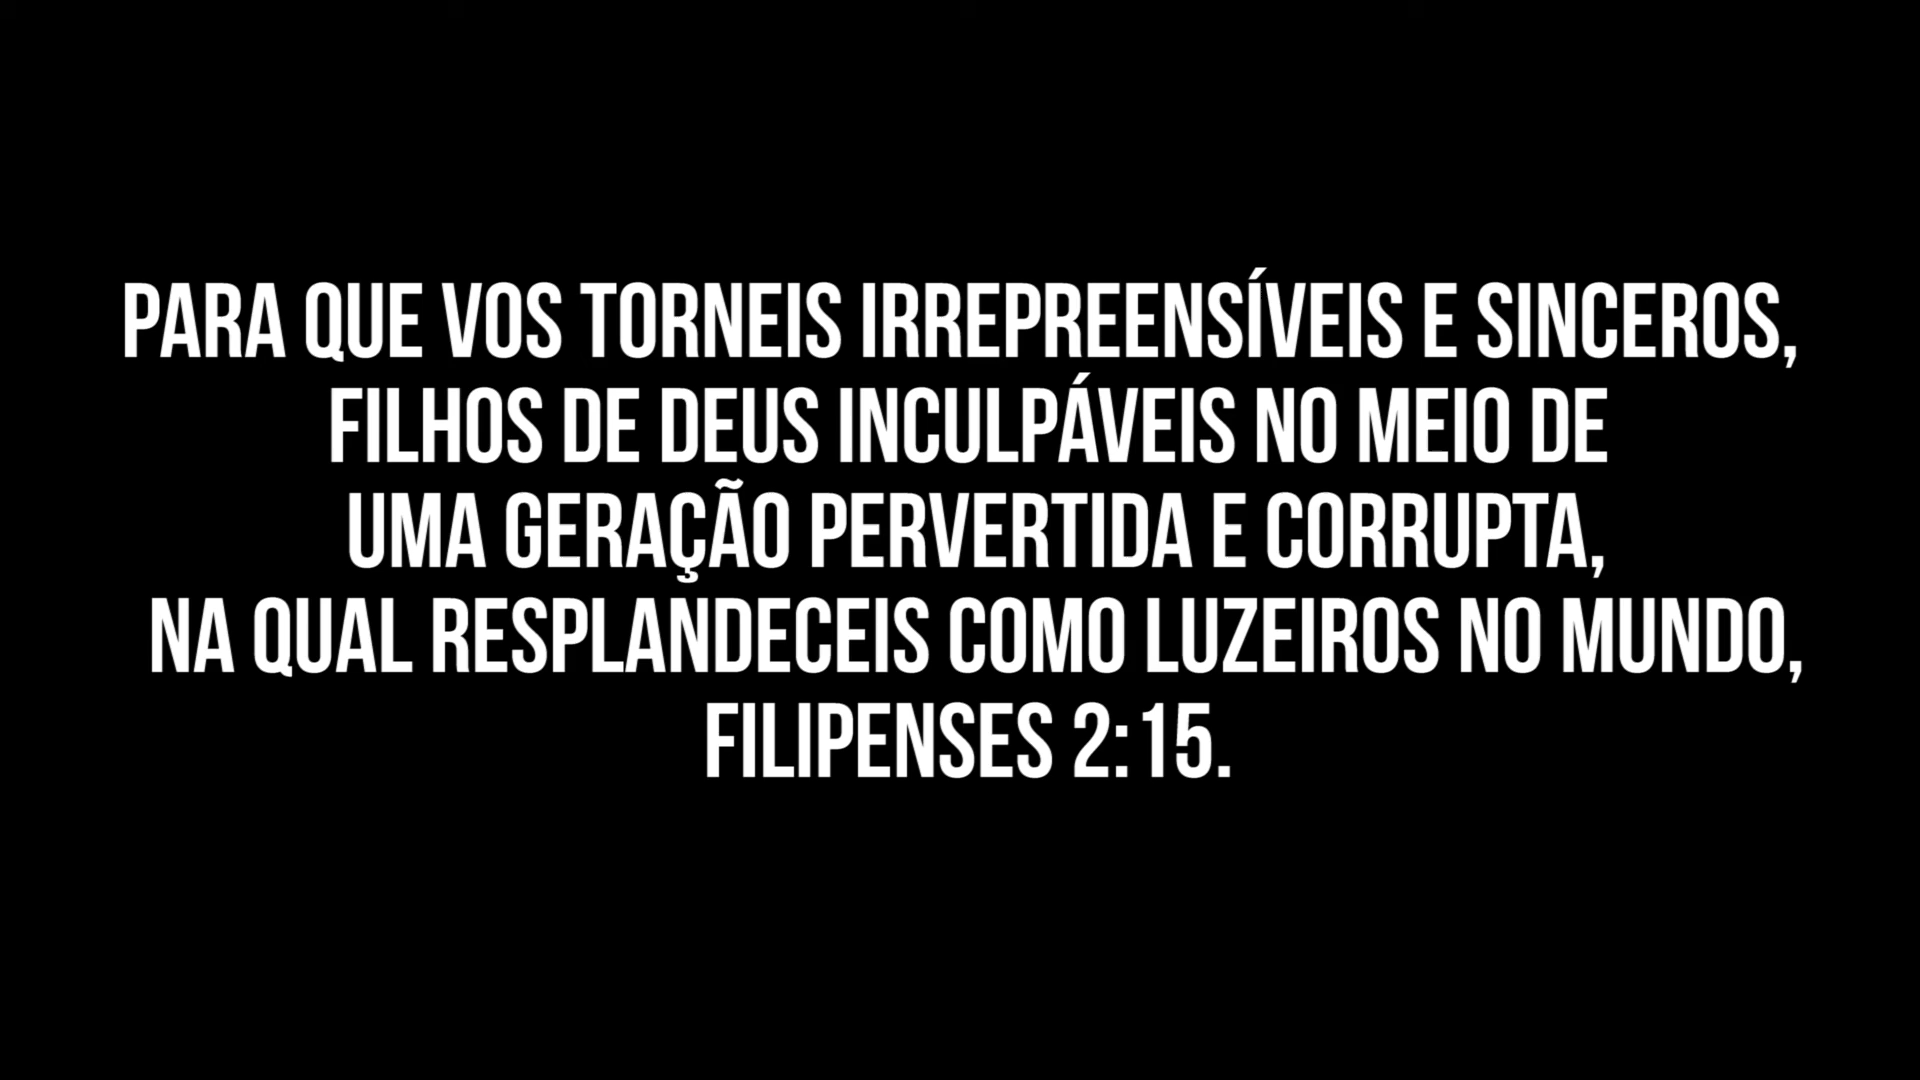 PARA QUE VOS TORNEIS IRREPREENSÍVEIS E SINCEROS,
FILHOS DE DEUS INCULPÁVEIS NO MEIO DE
UMA GERAÇÃO PERVERTIDA E CORRUPTA,
NA QUAL RESPLANDECEIS COMO LUZEIROS NO MUNDO,
FILIPENSES 2:15.